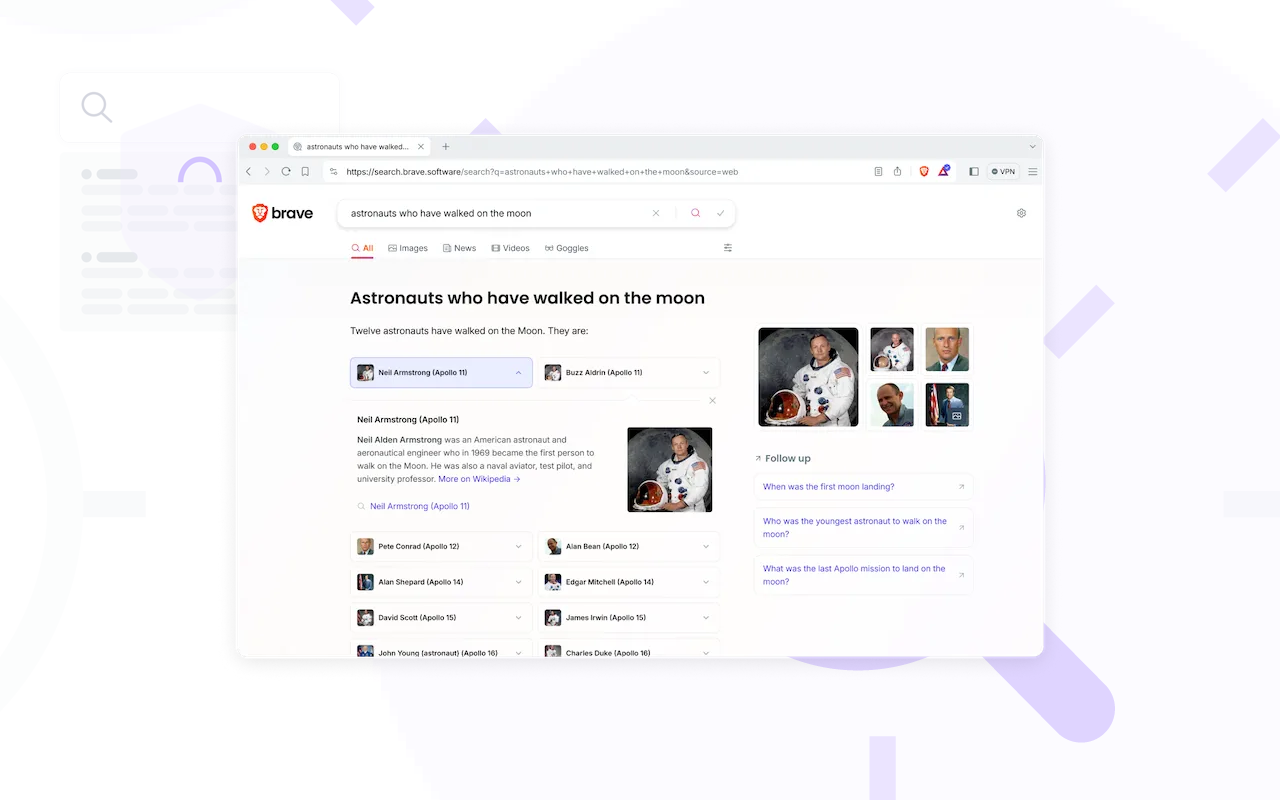 astronauts who have walked...
https://search.brave.software/search?q=astronauts+who+have+walked+on+the+moon&source=web
VPN
brave
astronauts who have walked on the moon
All Images News Videos Goggles
Astronauts who have walked on the moon
Twelve astronauts have walked on the Moon. They are:
Neil Armstrong (Apollo 11)
Buzz Aldrin (Apollo 11)
Neil Armstrong (Apollo 11)
Neil Alden Armstrong was an American astronaut and
aeronautical engineer who in 1969 became the first person to
walk on the Moon. He was also a naval aviator, test pilot, and
university professor. More on Wikipedia →
Neil Armstrong (Apollo 11)
Pete Conrad (Apollo 12)
Alan Bean (Apollo 12)
Alan Shepard (Apollo 14)
Edgar Mitchell (Apollo 14)
David Scott (Apollo 15)
James Irwin (Apollo 15)
John Young (astronaut) (Apollo 16)
Charles Duke (Apollo 16)
Follow up
When was the first moon landing?
Who was the youngest astronaut to walk on the
moon?
What was the last Apollo mission to land on the
moon?